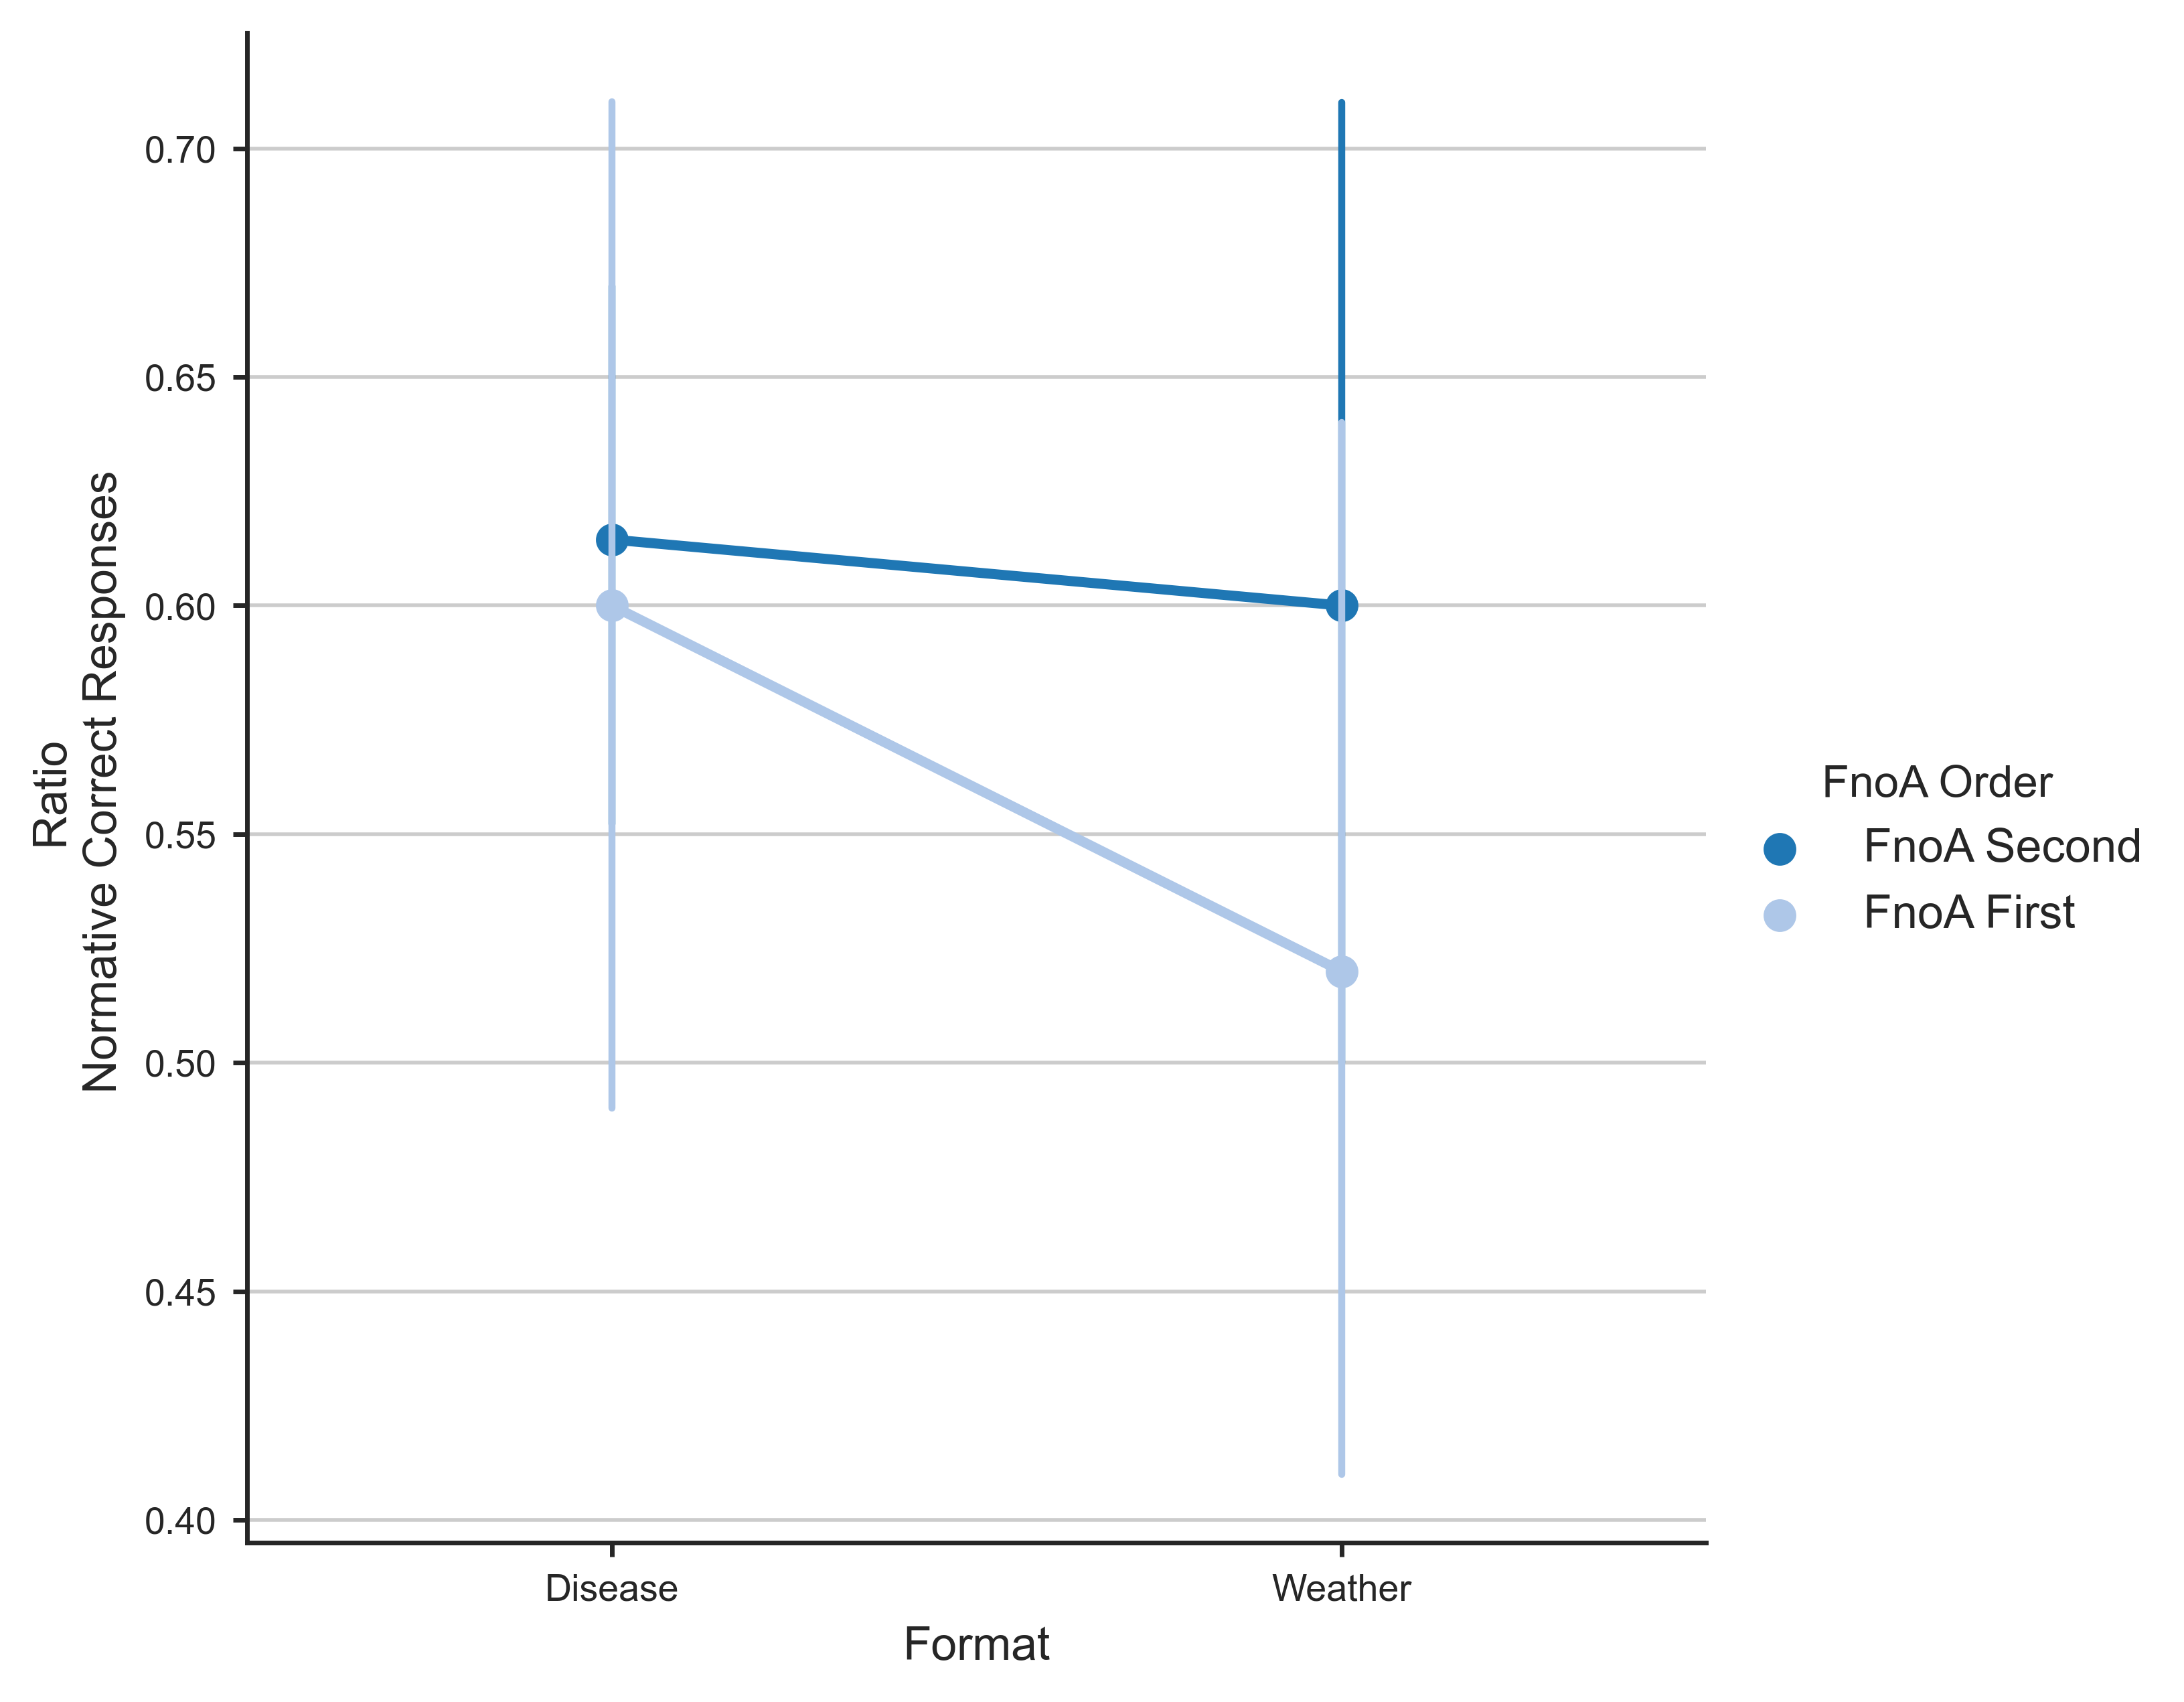 Ratio
Normative Correct Responses
0.70
0.65
0.60
0.55
0.50
0.45
0.40
Disease
Weather
Format
FnoA Order
FnoA Second
FnoA First